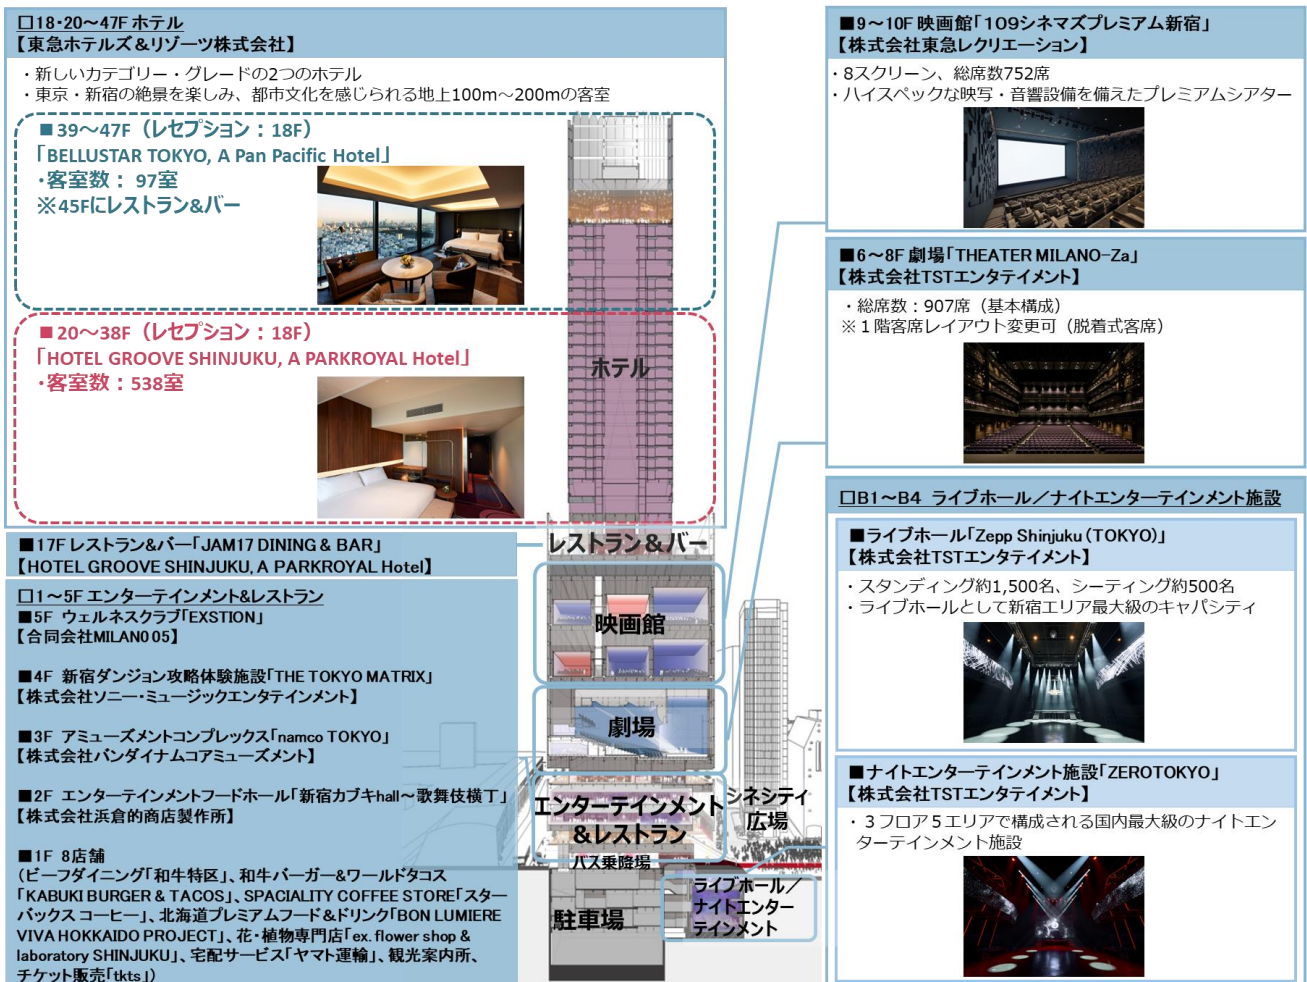 □18・20～47F ホテル
【東急ホテルズ＆リゾーツ株式会社】
・新しいカテゴリー・グレードの2つのホテル
・東京・新宿の絶景を楽しみ、都市文化を感じられる地上100m～200mの客室
■39～47F（レセプション：18F）
「BELLUSTAR TOKYO, A Pan Pacific Hotel」
・客室数： 97室
※45Fにレストラン&バー
■20～38F（レセプション：18F）
「HOTEL GROOVE SHINJUKU, A PARKROYAL Hotel」
・客室数：538室
■17F レストラン&バー「JAM17 DINING & BAR」
【HOTEL GROOVE SHINJUKU, A PARKROYAL Hotel】
□1～5F エンターテインメント&レストラン
■5F ウェルネスクラブ「EXSTION」
【合同会社MILANO 05】
■4F 新宿ダンジョン攻略体験施設「THE TOKYO MATRIX」
【株式会社ソニー・ミュージックエンタテインメント】
■3F アミューズメントコンプレックス「namco TOKYO」
【株式会社バンダイナムコアミューズメント】
■2F エンターテインメントフードホール「新宿カブキhall～歌舞伎横丁」
【株式会社浜倉的商店製作所】
■1F 8店舗
（ビーフダイニング「和牛特区」、和牛バーガー&ワールドタコス
「KABUKI BURGER & TACOS」、SPACIALITY COFFEE STORE「スター
バックス コーヒー」、北海道プレミアムフード&ドリンク「BON LUMIERE
VIVA HOKKAIDO PROJECT」、花・植物専門店「ex. flower shop &
laboratory SHINJUKU」、宅配サービス「ヤマト運輸」、観光案内所、
チケット販売「tkts」）
ホテル
レストラン＆バー
映画館
劇場
エンターテインメント
＆レストラン
シネシティ
広場
バス乗降場
駐車場
ライブホール／
ナイトエンター
テインメント
■9～10F 映画館「109シネマズプレミアム新宿」
【株式会社東急レクリエーション】
・8スクリーン、総席数752席
・ハイスペックな映写・音響設備を備えたプレミアムシアター
■6～8F 劇場「THEATER MILANO-Za」
【株式会社TSTエンタテイメント】
・総席数：907席（基本構成）
※１階客席レイアウト変更可（脱着式客席）
□B1～B4 ライブホール／ナイトエンターテインメント施設
■ライブホール「Zepp Shinjuku（TOKYO）」
【株式会社TSTエンタテイメント】
・スタンディング約1,500名、シーティング約500名
・ライブホールとして新宿エリア最大級のキャパシティ
■ナイトエンターテインメント施設「ZEROTOKYO」
【株式会社TSTエンタテイメント】
・３フロア５エリアで構成される国内最大級のナイトエン
ターテインメント施設